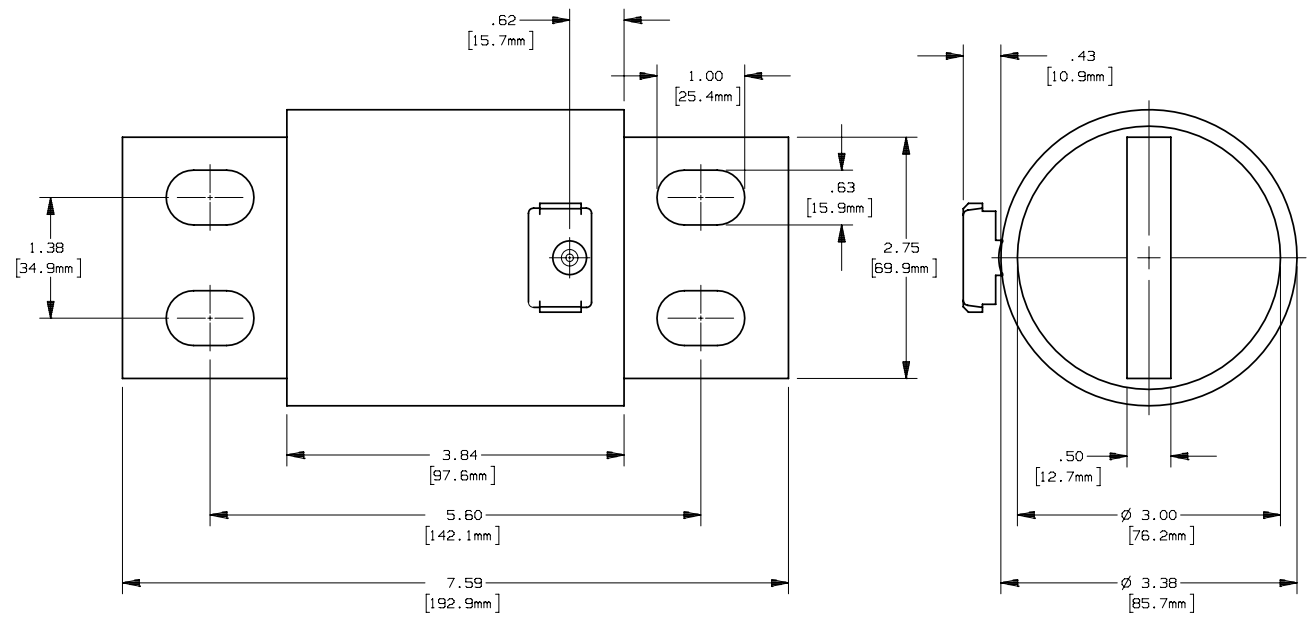 .62
[15.7mm]
1.00
[25.4mm]
.43
[10.9mm]
.63
[15.9mm]
1.38
[34.9mm]
2.75
[69.9mm]
3.84
[97.6mm]
.50
[12.7mm]
5.60
[142.1mm]
Ø 3.00
[76.2mm]
7.59
[192.9mm]
Ø 3.38
[85.7mm]